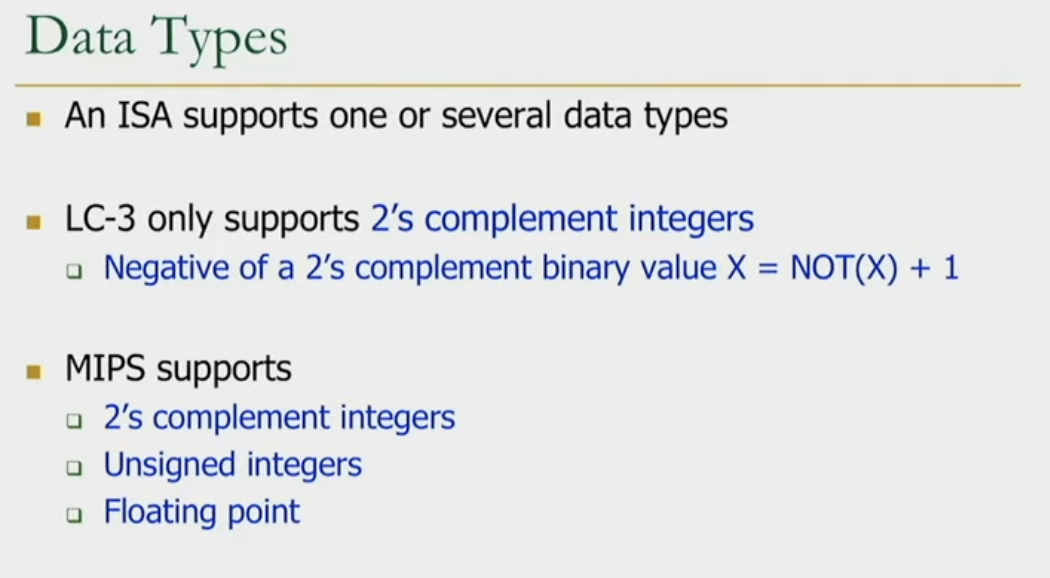 Data Types
An ISA supports one or several data types
LC-3 only supports 2’s complement integers
Negative of a 2’s complement binary value X = NOT(X) + 1
MIPS supports
2’s complement integers
Unsigned integers
Floating point